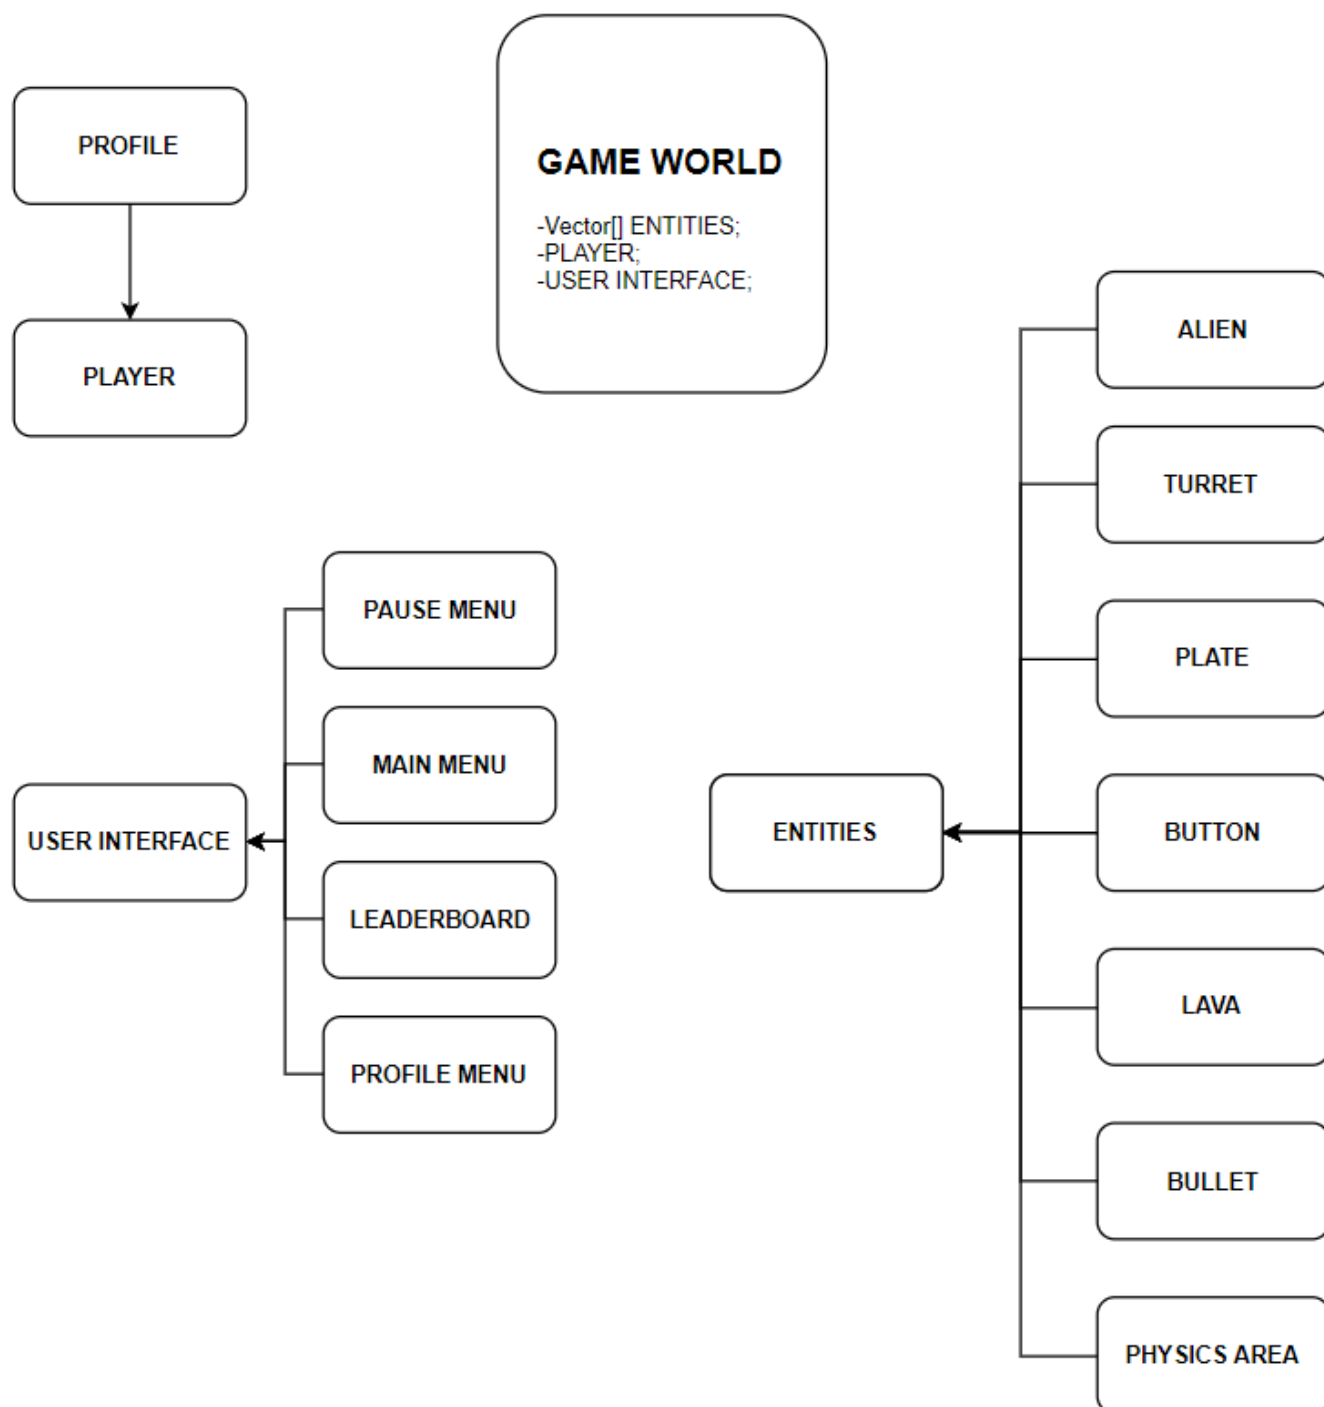 PROFILE
PLAYER
GAME WORLD
-Vector[] ENTITIES;
-PLAYER;
-USER INTERFACE;
USER INTERFACE
PAUSE MENU
MAIN MENU
LEADERBOARD
PROFILE MENU
ENTITIES
ALIEN
TURRET
PLATE
BUTTON
LAVA
BULLET
PHYSICS AREA